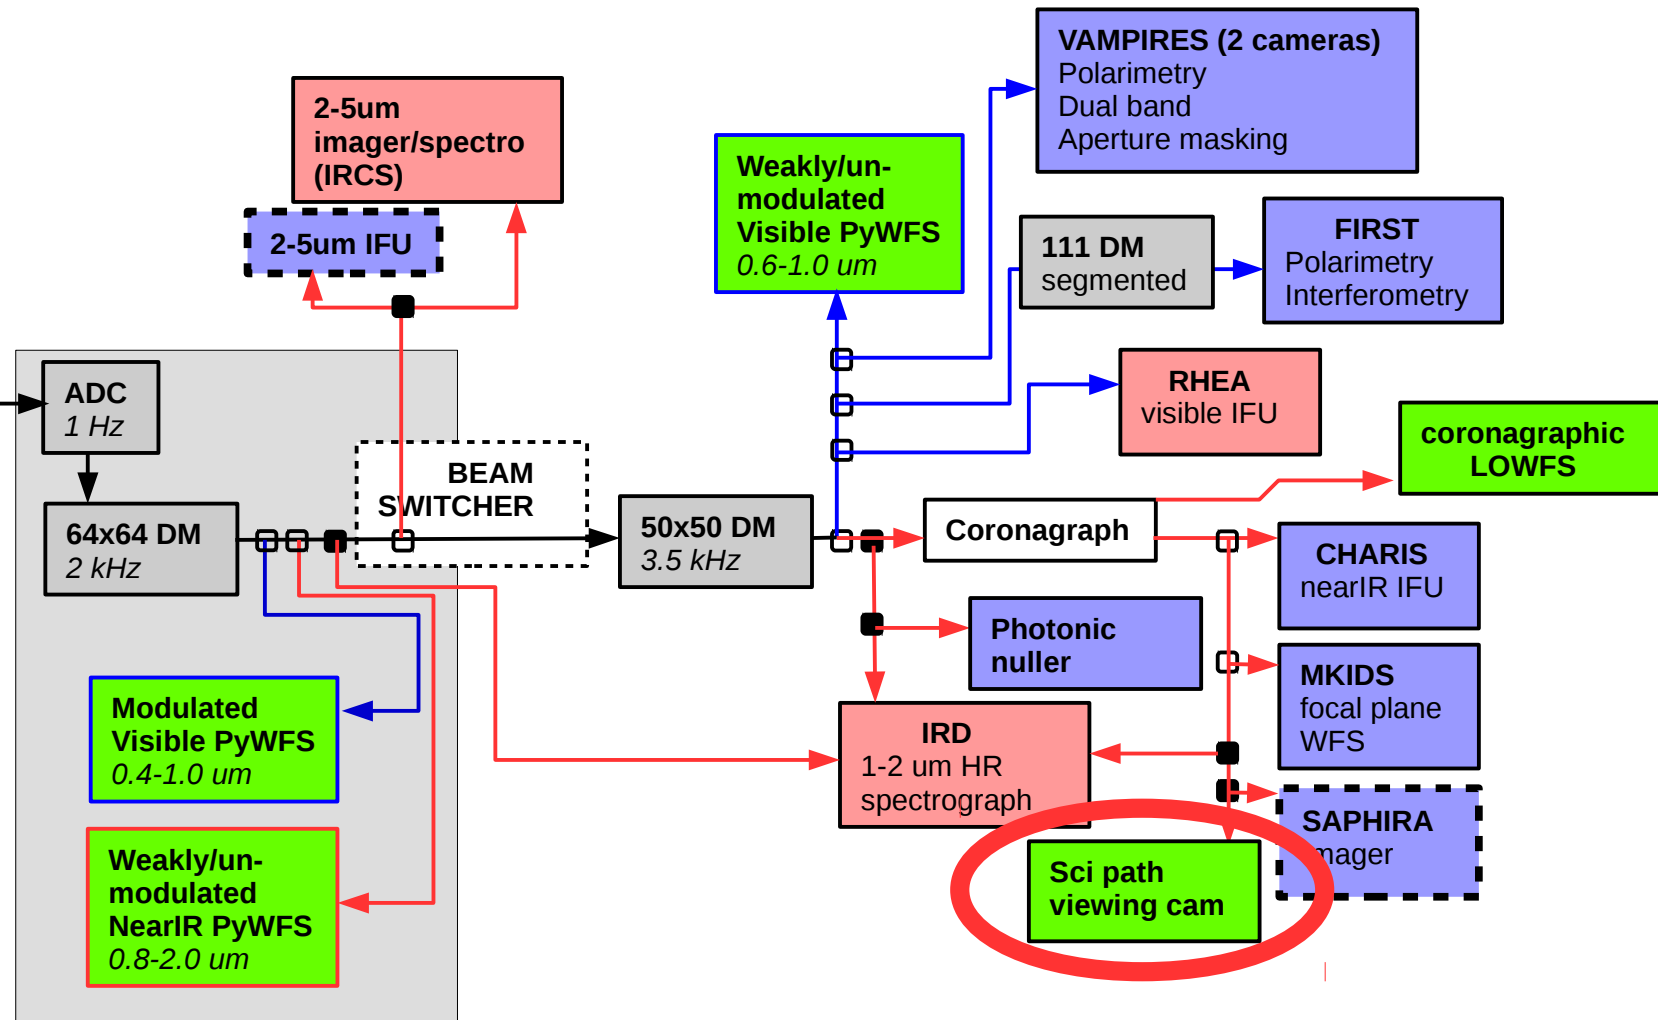 VAMPIRES (2 cameras)
Polarimetry
Dual band
Aperture masking
2-5um
imager/spectro
(IRCS)
2-5um IFU
Weakly/un-
modulated
Visible PyWFS
0.6-1.0 um
111 DM
segmented
FIRST
Polarimetry
Interferometry
ADC
1 Hz
RHEA
visible IFU
coronagraphic
LOWFS
BEAM
SWITCHER
64x64 DM
2 kHz
50x50 DM
3.5 kHz
Coronagraph
CHARIS
nearIR IFU
Photonic
nuller
MKIDS
focal plane
WFS
Modulated
Visible PyWFS
0.4-1.0 um
IRD
1-2 um HR
spectrograph
SAPHIRA
imager
Weakly/un-
modulated
NearIR PyWFS
0.8-2.0 um
Sci path
viewing cam